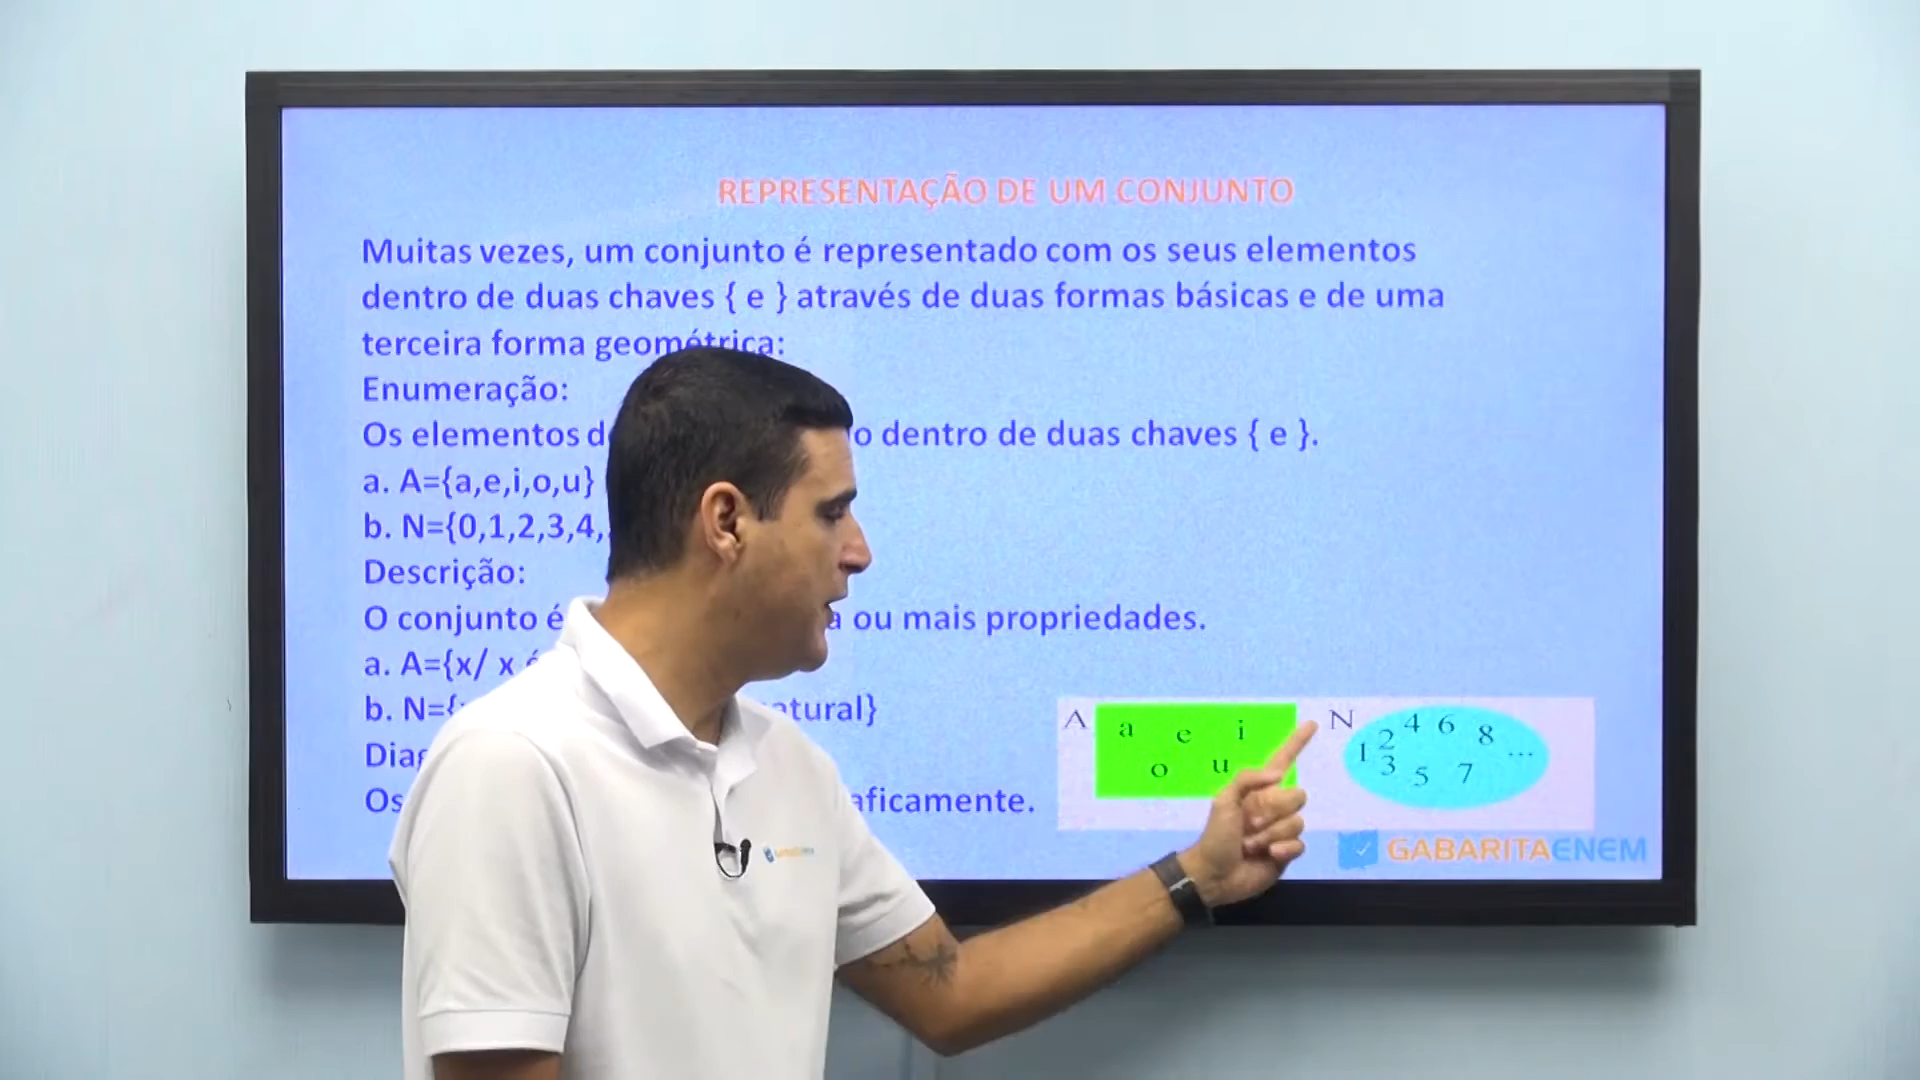 REPRESENTAÇÃO DE UM CONJUNTO
Muitas vezes, um conjunto é representado com os seus elementos
dentro de duas chaves { e } através de duas formas básicas e de uma
terceira forma geométrica:
Enumeração:
Os elementos o dentro de duas chaves { e }.
a. A={a,e,i,o,u}
b. N={0,1,2,3,4,
Descrição:
O conjunto é a ou mais propriedades.
a. A={x/ x é
b. N={ natural}
Os aficamente.
A a e i
o u
N 1 2 4 6 8 ...
3 5 7
GABARITAENEM